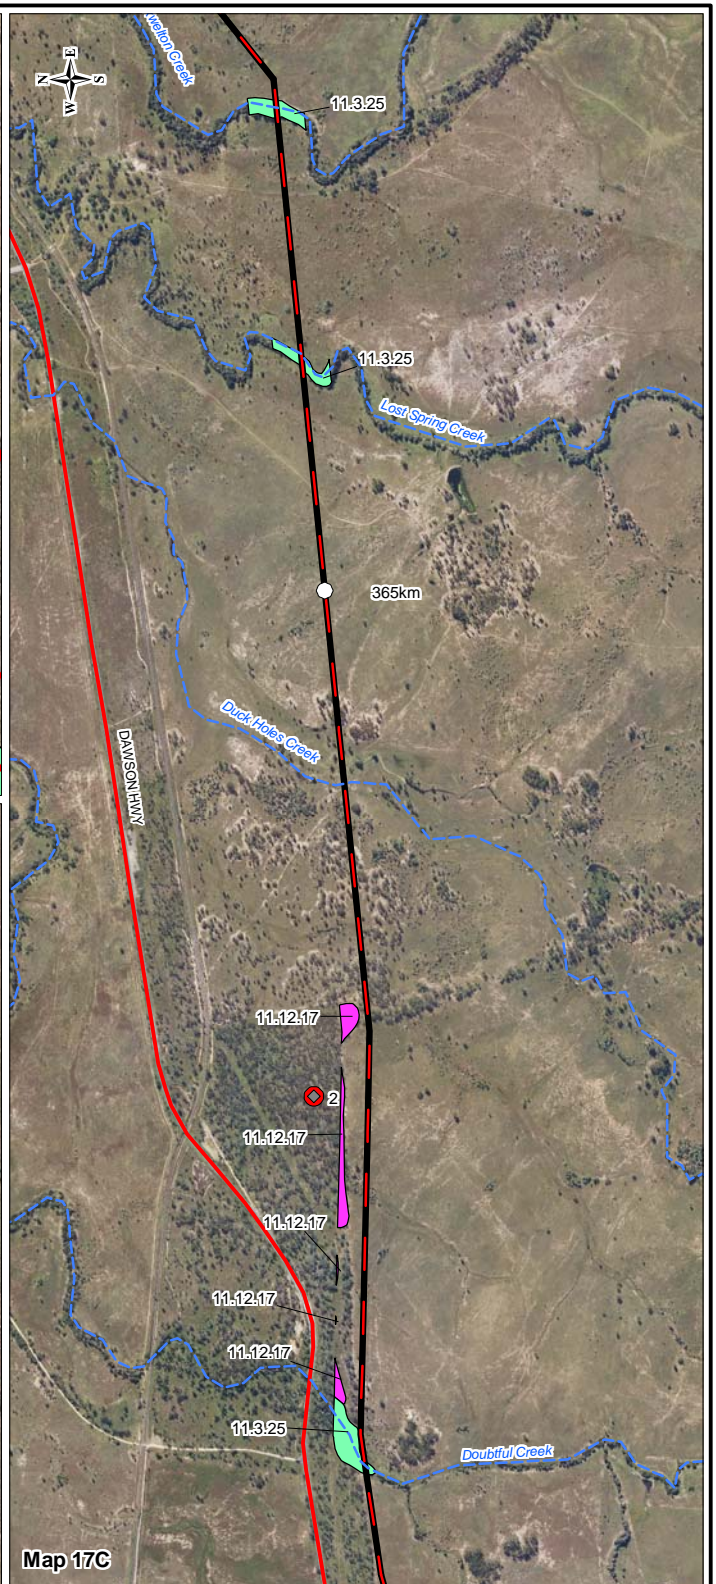 Creek
E
N
S
W
11.3.25
11.3.25
Lost Spring Creek
365km
Duck Holes Creek
DAWSON HWY
11.12.17
2
11.12.17
11.12.17
11.12.17
11.12.17
11.3.25
Doubtful Creek
Map 17C